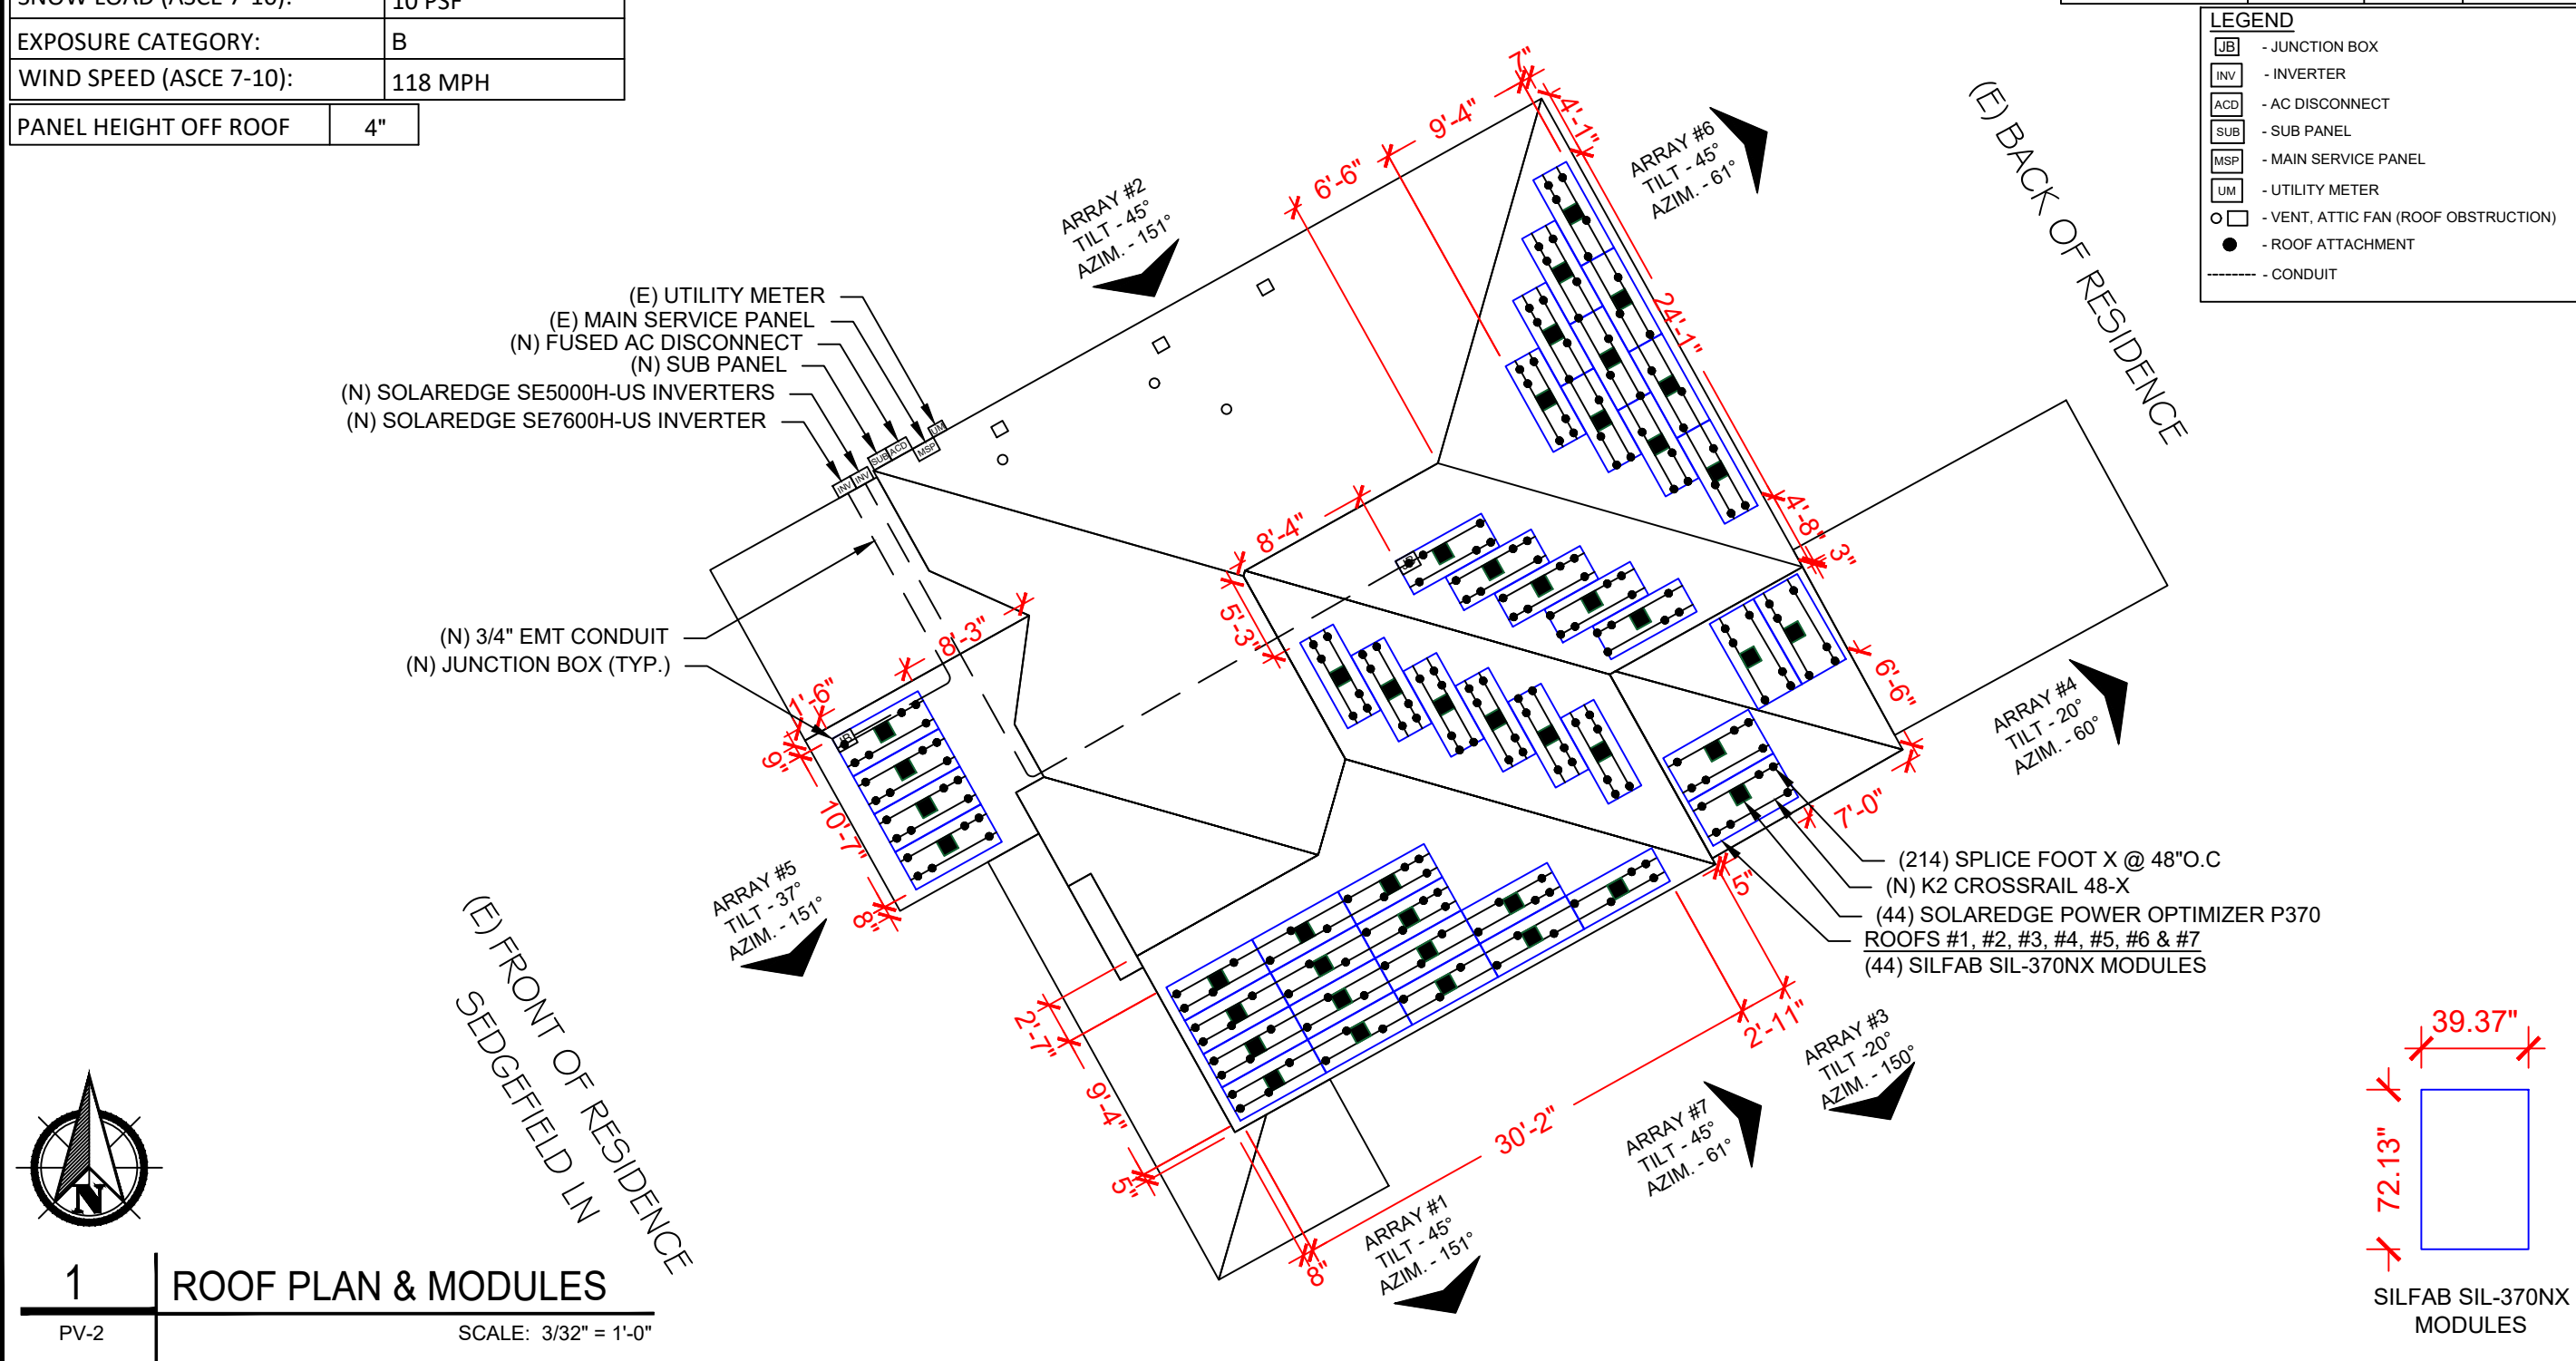 SNOW LOAD (ASCE 7-10): 10 PSF
EXPOSURE CATEGORY: B
WIND SPEED (ASCE 7-10): 118 MPH
PANEL HEIGHT OFF ROOF 4"
LEGEND
JB - JUNCTION BOX
INV - INVERTER
ACD - AC DISCONNECT
SUB - SUB PANEL
MSP - MAIN SERVICE PANEL
UM - UTILITY METER
- VENT, ATTIC FAN (ROOF OBSTRUCTION)
- ROOF ATTACHMENT
- CONDUIT
(E) BACK OF RESIDENCE
7"
4'-1"
9'-4"
6'-6"
ARRAY #6
TILT - 45°
AZIM. - 61°
ARRAY #2
TILT - 45°
AZIM. - 151°
24'-1"
(E) UTILITY METER
(E) MAIN SERVICE PANEL
(N) FUSED AC DISCONNECT
(N) SUB PANEL
(N) SOLAREDGE SE5000H-US INVERTERS
(N) SOLAREDGE SE7600H-US INVERTER
UM
MSP
ACD
SUB
INV
INV
4'-8"
3"
8'-4"
JB
5'-3"
(N) 3/4" EMT CONDUIT
(N) JUNCTION BOX (TYP.)
8'-3"
1'-6"
9"
JB
10'-7"
8"
6'-6"
7'-0"
ARRAY #4
TILT - 20°
AZIM. - 60°
ARRAY #5
TILT - 37°
AZIM. - 151°
5"
(214) SPLICE FOOT X @ 48"O.C
(N) K2 CROSSRAIL 48-X
(44) SOLAREDGE POWER OPTIMIZER P370
ROOFS #1, #2, #3, #4, #5, #6 & #7
(44) SILFAB SIL-370NX MODULES
2'-11"
2'-7"
9'-4"
5"
30'-2"
8"
ARRAY #3
TILT -20°
AZIM. - 150°
ARRAY #7
TILT - 45°
AZIM. - 61°
ARRAY #1
TILT - 45°
AZIM. - 151°
(E) FRONT OF RESIDENCE
SEDGEFIELD LN
N
39.37"
72.13"
SILFAB SIL-370NX
MODULES
1
ROOF PLAN & MODULES
PV-2
SCALE: 3/32" = 1'-0"